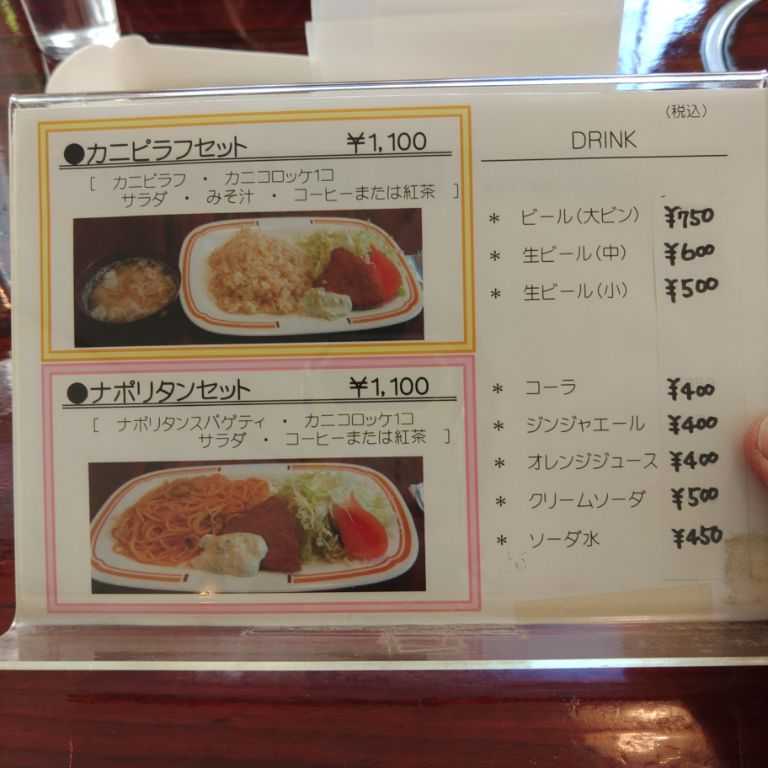 ●カニピラフセット ￥1,100
[ カニピラフ ・ カニコロッケ1コ
サラダ ・ みそ汁 ・ コーヒーまたは紅茶 ]
●ナポリタンセット ￥1,100
[ ナポリタンスパゲティ ・ カニコロッケ1コ
サラダ ・ コーヒーまたは紅茶 ]
(税込)
DRINK
* ビール(大ビン) ¥750
* 生ビール(中) ¥600
* 生ビール(小) ¥500
* コーラ ¥400
* ジンジャエール ¥400
* オレンジジュース ¥400
* クリームソーダ ¥500
* ソーダ水 ¥450